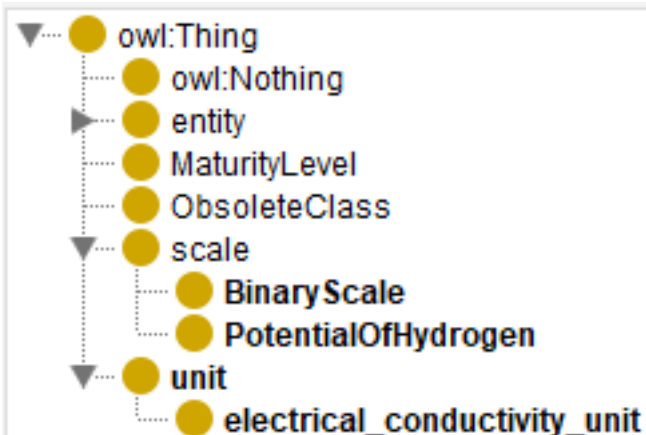 owl:Thing
owl:Nothing
entity
MaturityLevel
ObsoleteClass
scale
BinaryScale
PotentialOfHydrogen
unit
electrical_conductivity_unit